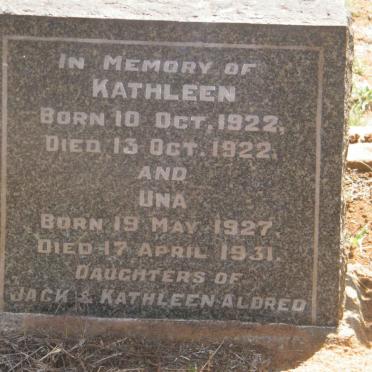 In Memory of
KATHLEEN
Born 10 Oct, 1922,
Died 13 Oct. 1922,
and
Una
Born 19 May 1927.
Died 17 April 1931.
Daughters of
Jack & Kathleen Aldred